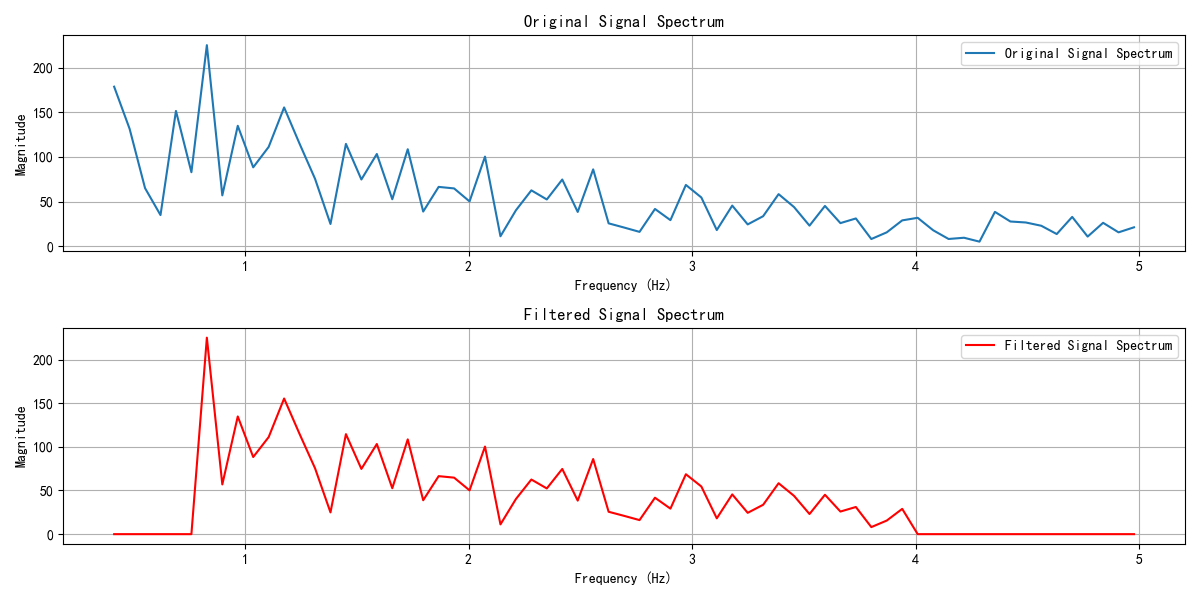 Original Signal Spectrum
Original Signal Spectrum
200
150
100
50
0
Magnitude
1 2 3 4 5
Frequency (Hz)
Filtered Signal Spectrum
Filtered Signal Spectrum
200
150
100
50
0
Magnitude
1 2 3 4 5
Frequency (Hz)